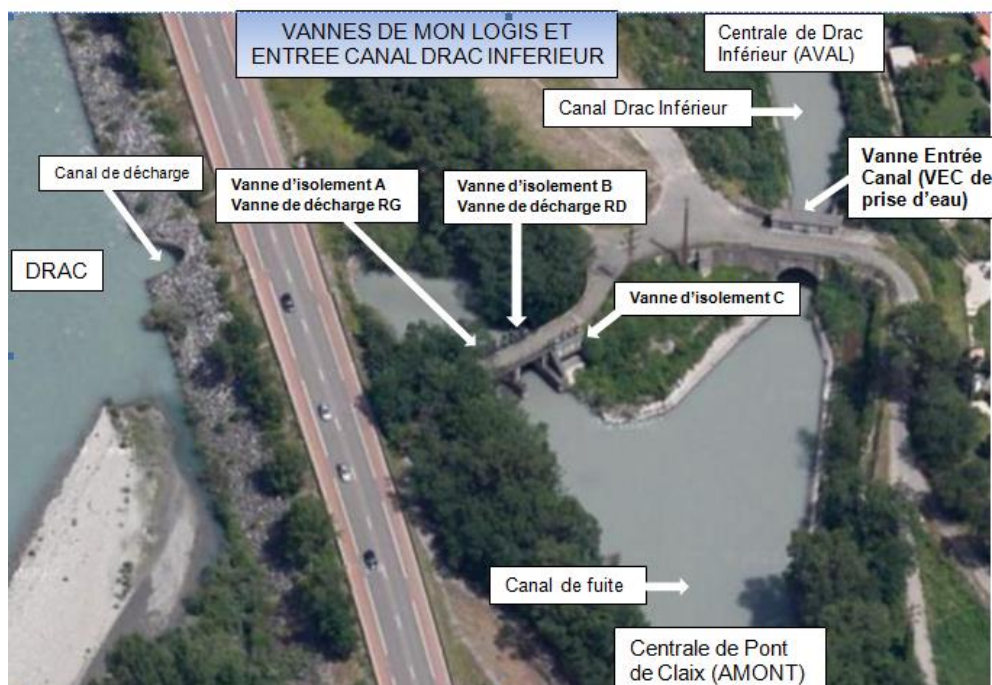 VANNES DE MON LOGIS ET
ENTREE CANAL DRAC INFERIEUR
Centrale de Drac
Inférieur (AVAL)
Canal Drac Inférieur
Vanne Entrée
Canal (VEC de
prise d'eau)
Canal de décharge
Vanne d'isolement A
Vanne de décharge RG
Vanne d'isolement B
Vanne de décharge RD
DRAC
Vanne d'isolement C
Canal de fuite
Centrale de Pont
de Claix (AMONT)